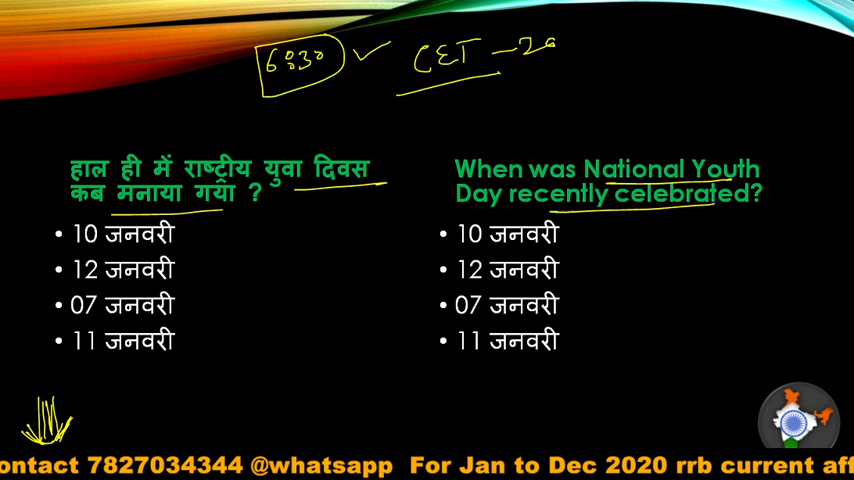 6:30 CET-20
हाल ही में राष्ट्रीय युवा दिवस
कब मनाया गया ?
• 10 जनवरी
• 12 जनवरी
• 07 जनवरी
• 11 जनवरी
When was National Youth
Day recently celebrated?
• 10 जनवरी
• 12 जनवरी
• 07 जनवरी
• 11 जनवरी
ontact 7827034344 @whatsapp For Jan to Dec 2020 rrb current aff